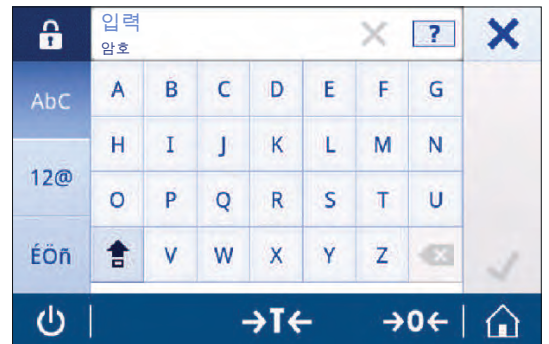 입력
암호
?
AbC
A B C D E F G
H I J K L M N
12@
O P Q R S T U
ÉÖñ
V W X Y Z
→T← →0←